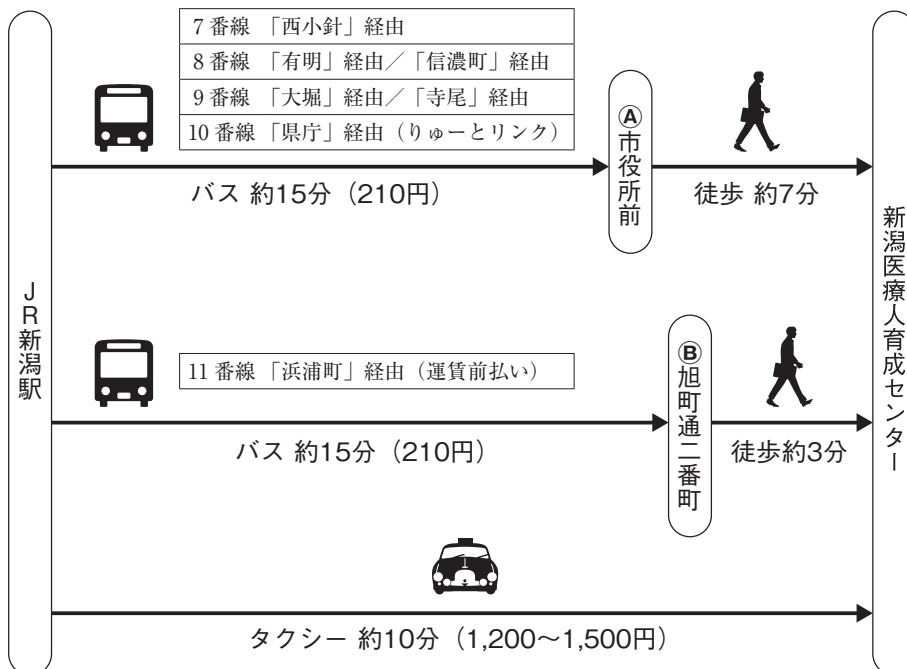 JR新潟駅
7番線 「西小針」経由
8番線 「有明」経由／「信濃町」経由
9番線 「大堀」経由／「寺尾」経由
10番線 「県庁」経由（りゅーとリンク）
バス 約15分（210円）
Ⓐ市役所前
徒歩 約7分
11番線 「浜浦町」経由（運賃前払い）
バス 約15分（210円）
Ⓑ旭町通二番町
徒歩約3分
タクシー 約10分（1,200～1,500円）
新潟医療人育成センター